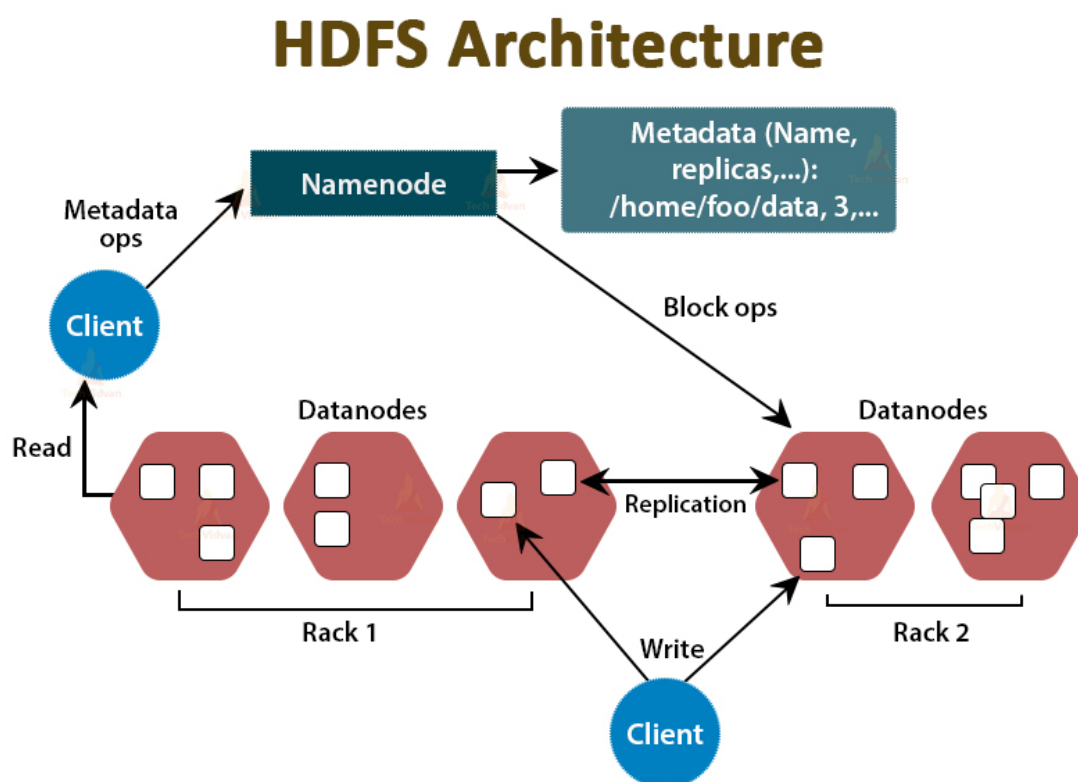 HDFS Architecture
Metadata (Name,
replicas,...):
/home/foo/data, 3,...
Namenode
Metadata
ops
Client
Block ops
Read
Datanodes
Datanodes
Replication
Rack 1
Write
Rack 2
Client